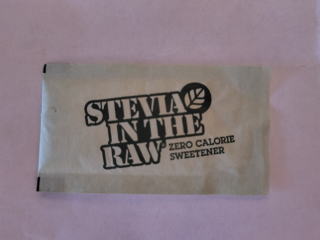 STEVIA
IN THE
RAW
ZERO CALORIE
SWEETENER